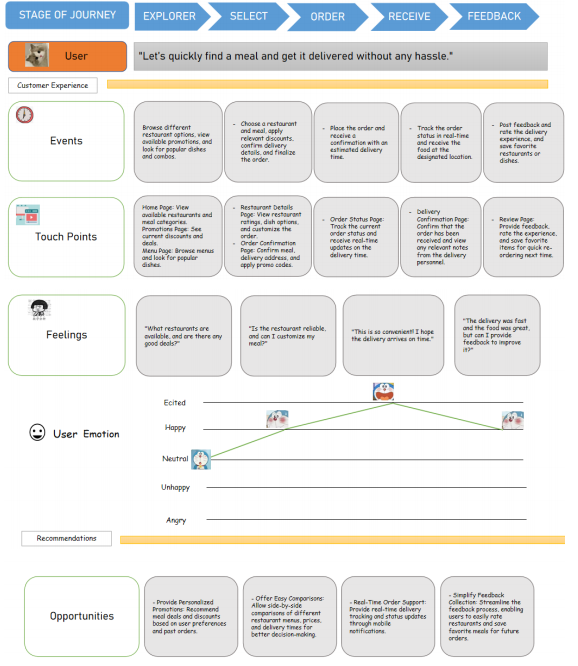 STAGE OF JOURNEY
EXPLORER
SELECT
ORDER
RECEIVE
FEEDBACK
User
"Let's quickly find a meal and get it delivered without any hassle."
Customer Experience
Events
Browse different
restaurant options, view
available promotions, and
look for popular dishes
and combos.
- Choose a restaurant
and meal, apply
relevant discounts,
confirm delivery
details, and finalize
the order.
- Place the order and
receive a
confirmation with an
estimated delivery
time.
- Track the order
status in real-time
and receive the
food at the
designated location.
- Post feedback and
rate the delivery
experience, and
save favorite
restaurants or
dishes.
Touch Points
Home Page: View
available restaurants and
meal categories.
Promotions Page: See
current discounts and
deals.
Menu Page: Browse menus
and look for popular
dishes.
- Restaurant Details
Page: View restaurant
ratings, dish options,
and customize the
order.
- Order Confirmation
Page: Confirm meal,
delivery address, and
apply promo codes.
- Order Status Page:
Track the current
order status and
receive real-time
updates on the
delivery time.
- Delivery
Confirmation Page:
Confirm that the
order has been
received and view
any relevant notes
from the delivery
personnel.
- Review Page:
Provide feedback,
rate the experience,
and save favorite
items for quick re-
ordering next time.
Feelings
"What restaurants are
available, and are there any
good deals?"
"Is the restaurant reliable,
and can I customize my
meal?"
"This is so convenient! I hope
the delivery arrives on time."
"The delivery was fast
and the food was great,
but can I provide
feedback to improve
it?"
User Emotion
Ecited
Happy
Neutral
Unhappy
Angry
Recommendations
Opportunities
- Provide Personalized
Promotions: Recommend
meal deals and discounts
based on user preferences
and past orders.
- Offer Easy Comparisons:
Allow side-by-side
comparisons of different
restaurant menus, prices,
and delivery times for
better decision-making.
- Real-Time Order Support:
Provide real-time delivery
tracking and status updates
through mobile
notifications.
- Simplify Feedback
Collection: Streamline the
feedback process, enabling
users to easily rate
restaurants and save
favorite meals for future
orders.